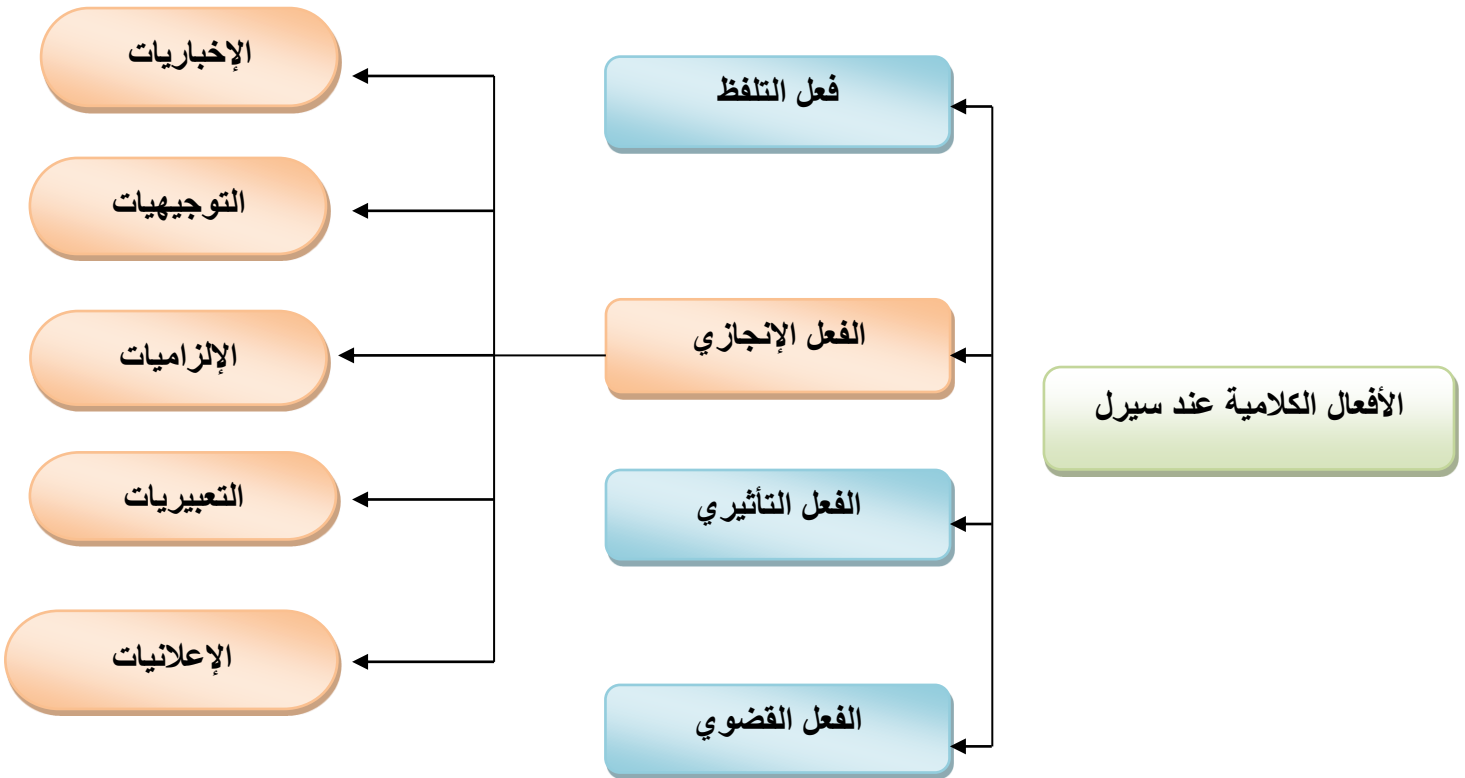 الأفعال الكلامية عند سيرل
فعل التلفظ
الفعل الإنجازي
الفعل التأثيري
الفعل القضوي
الإخباريات
التوجيهيات
الإلزاميات
التعبيريات
الإعلانيات